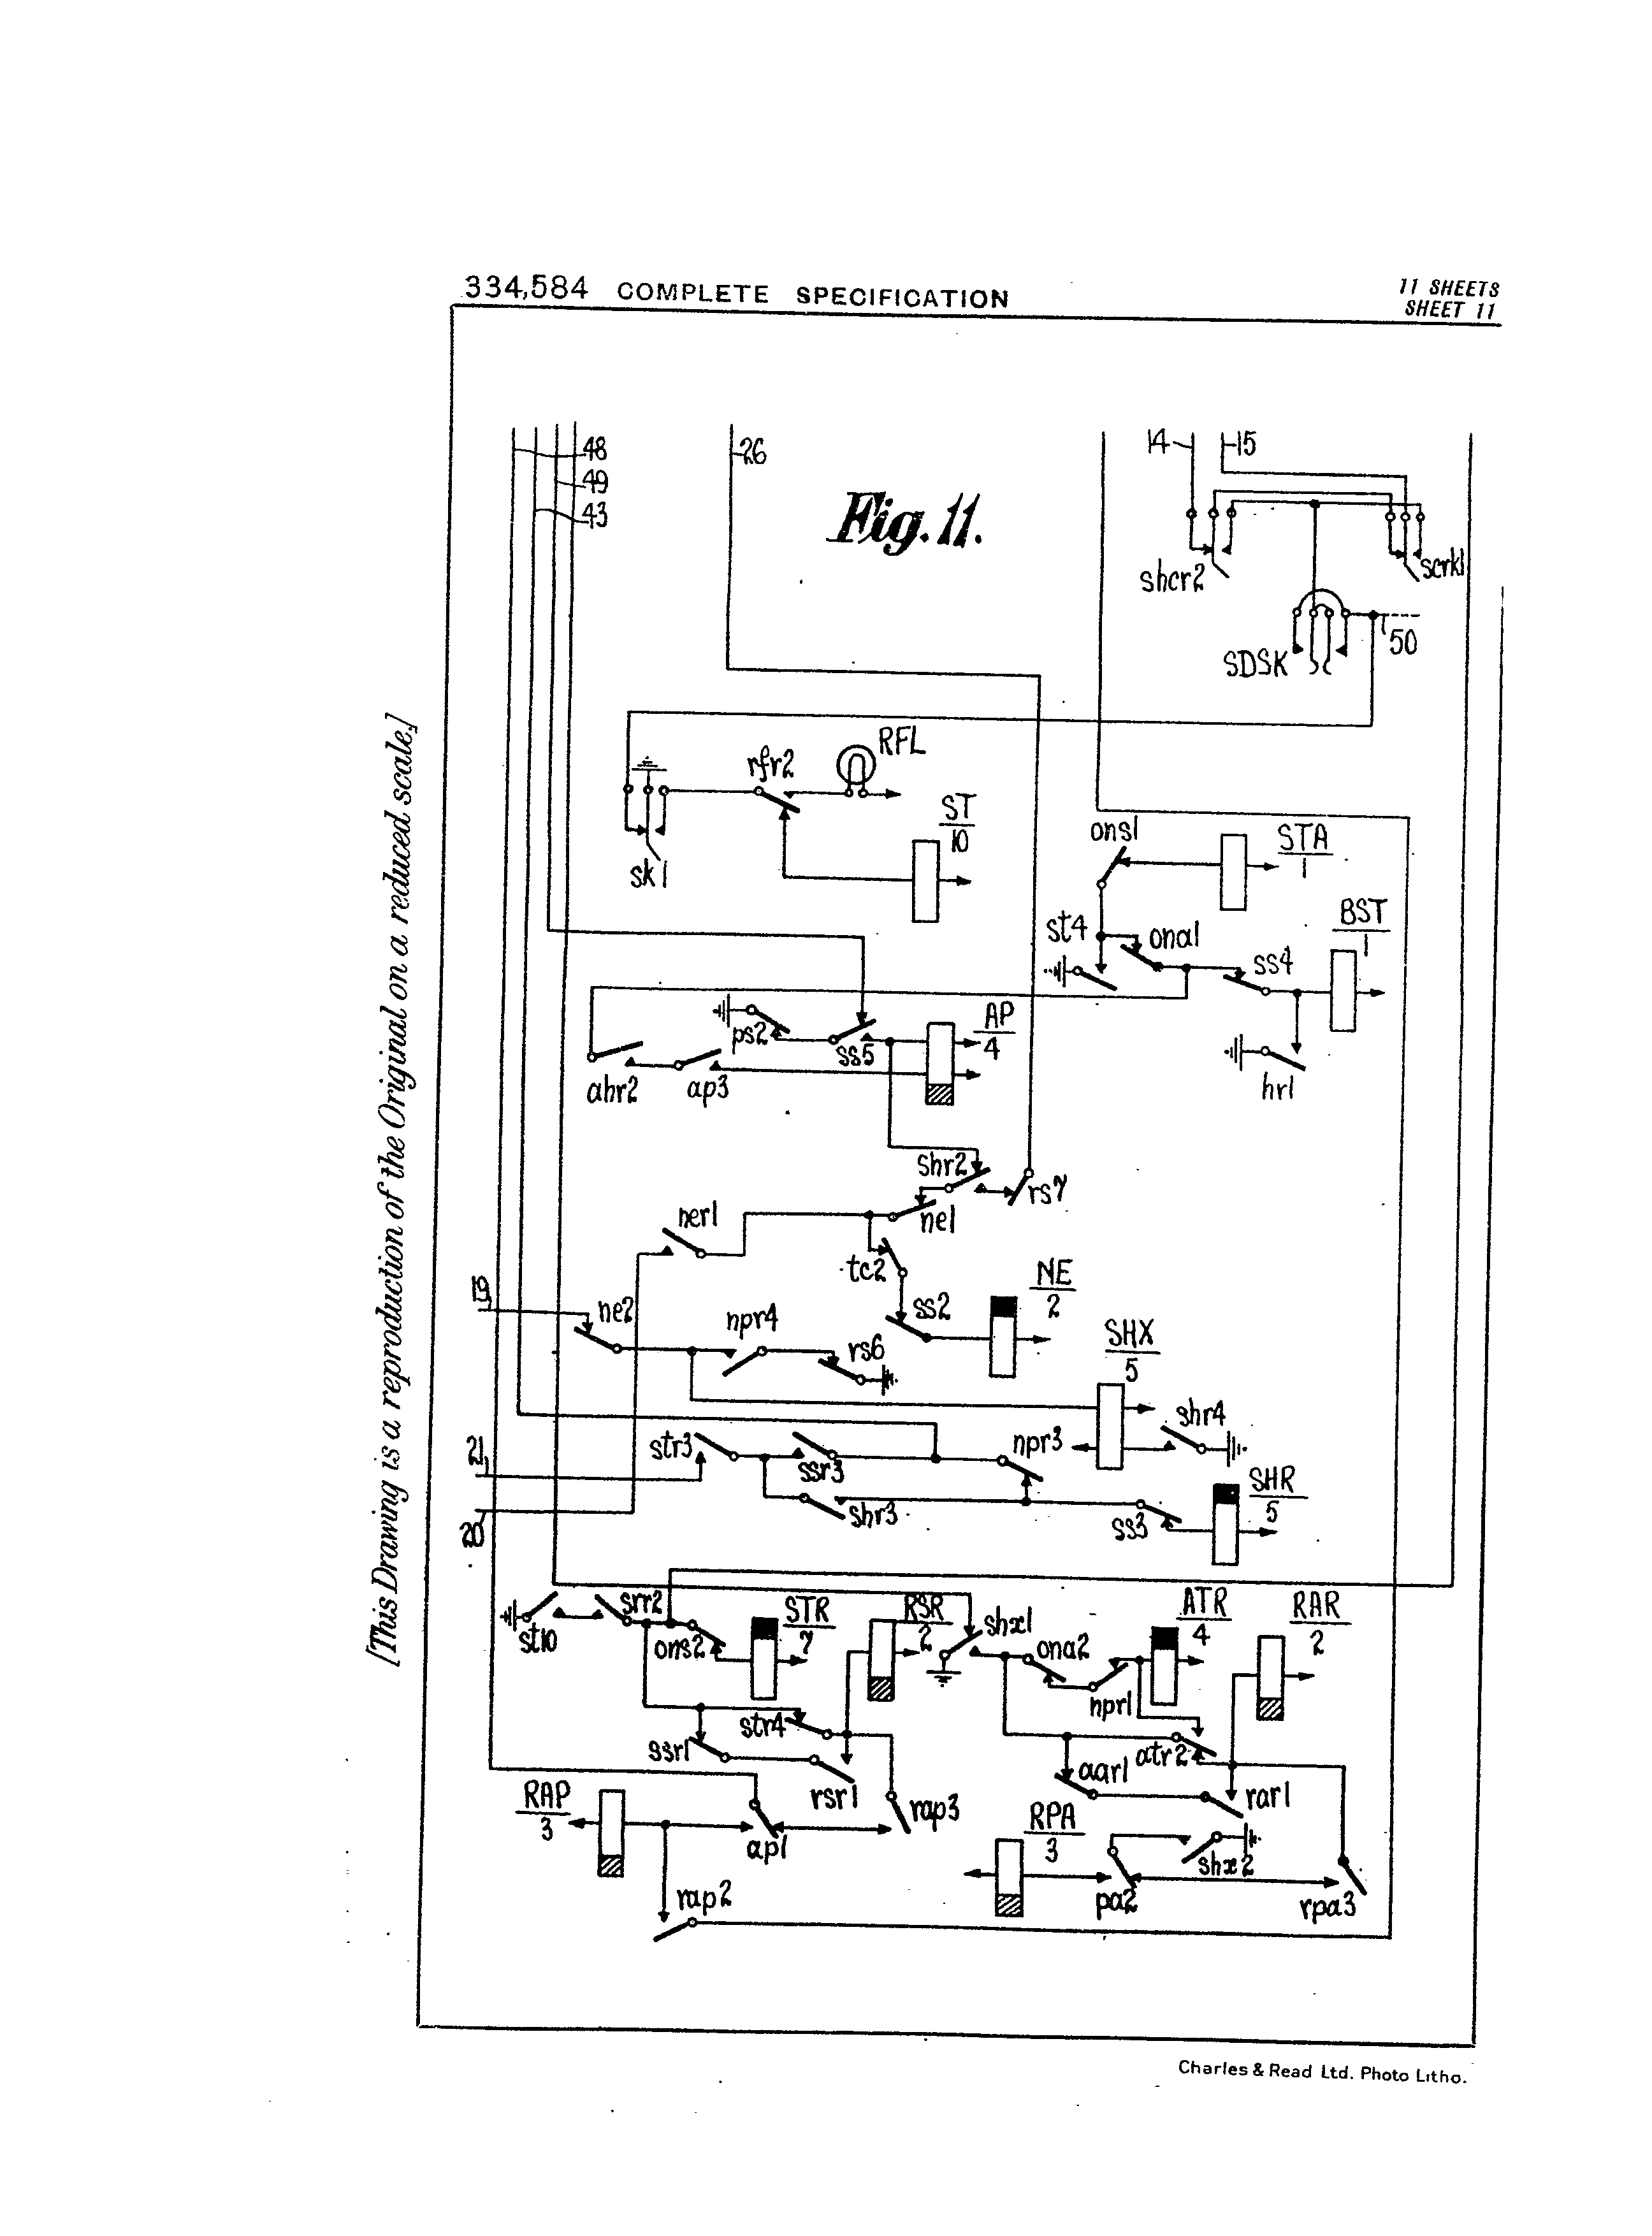 334,584 COMPLETE SPECIFICATION
11 SHEETS
SHEET 11
[This Drawing is a reproduction of the Original on a reduced scale.]
48
49
43
26
14
15
Fig. 11.
shcr2
scrk1
SDSK
50
RFL
rfr2
sk1
ST
10
ons1
STA
1
st4
ona1
BST
1
ss4
hr1
ps2
ss5
AP
4
ahr2
ap3
shr2
rs7
ner1
ne1
tc2
NE
2
19
ne2
npr4
ss2
rs6
SHX
5
shr4
21
str3
ssr3
npr3
shr3
SHR
5
ss3
20
st10
srr2
ons2
STR
7
RSR
2
shx1
ona2
ATR
4
RAR
2
npr1
str4
ssr1
rsr1
atr2
aar1
rar1
RAP
3
ap1
rap3
RPA
3
shx2
pa2
rpa3
rap2
Charles & Read Ltd. Photo Litho.